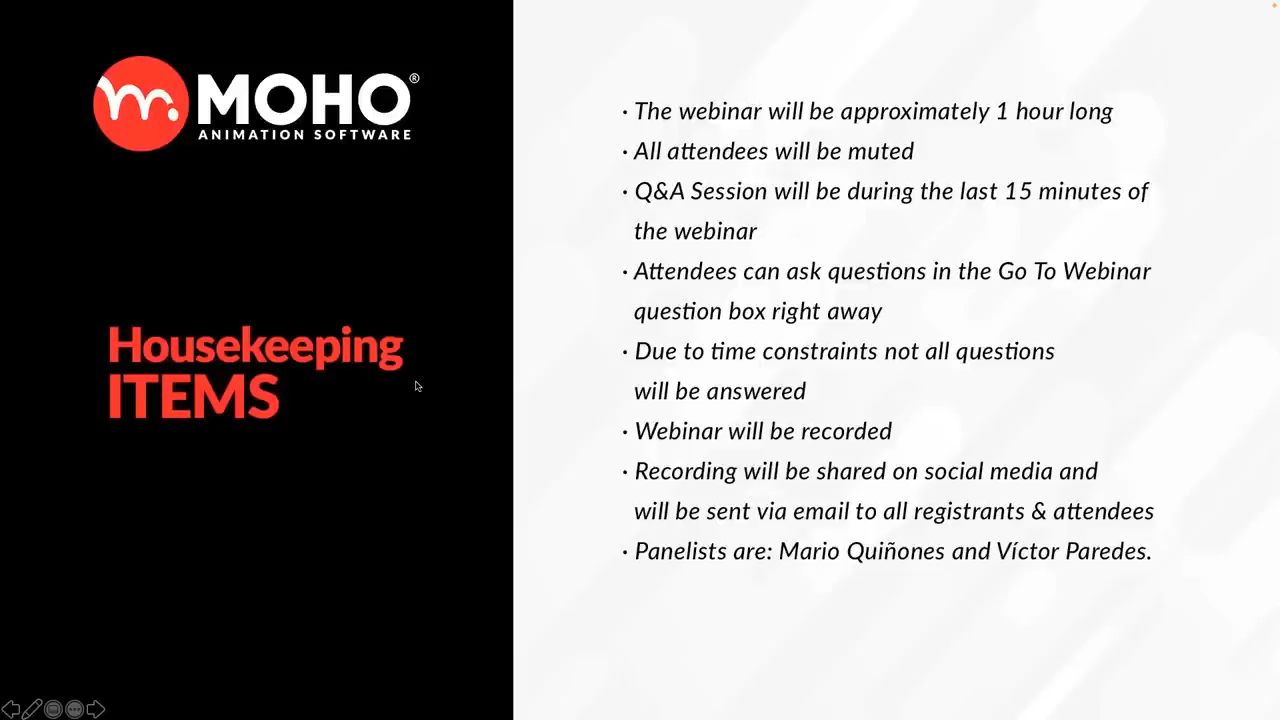 MOHO®
ANIMATION SOFTWARE
Housekeeping
ITEMS
· The webinar will be approximately 1 hour long
· All attendees will be muted
· Q&A Session will be during the last 15 minutes of
the webinar
· Attendees can ask questions in the Go To Webinar
question box right away
· Due to time constraints not all questions
will be answered
· Webinar will be recorded
· Recording will be shared on social media and
will be sent via email to all registrants & attendees
· Panelists are: Mario Quiñones and Víctor Paredes.